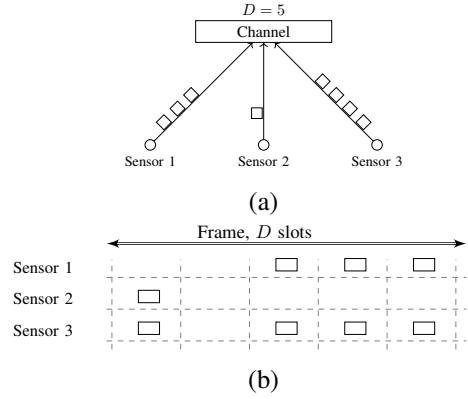 D = 5
Channel
Sensor 1 Sensor 2 Sensor 3
(a)
Frame, D slots
Sensor 1
Sensor 2
Sensor 3
(b)